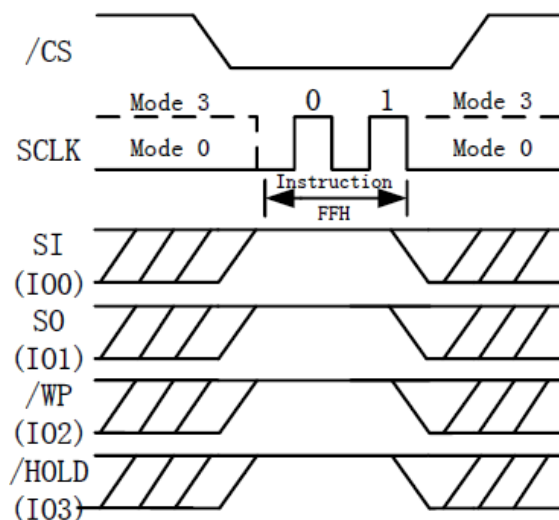 /CS
Mode 3 0 1 Mode 3
SCLK Mode 0 Mode 0
Instruction
FFH
SI
(IO0)
SO
(IO1)
/WP
(IO2)
/HOLD
(IO3)